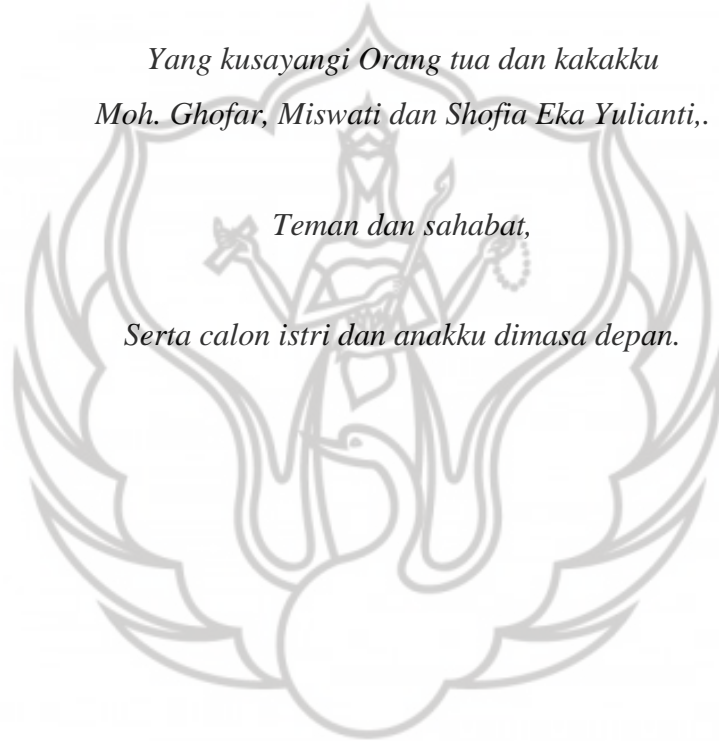 Yang kusayangi Orang tua dan kakakku
Moh. Ghofar, Miswati dan Shofia Eka Yulianti,.
Teman dan sahabat,
Serta calon istri dan anakku dimasa depan.